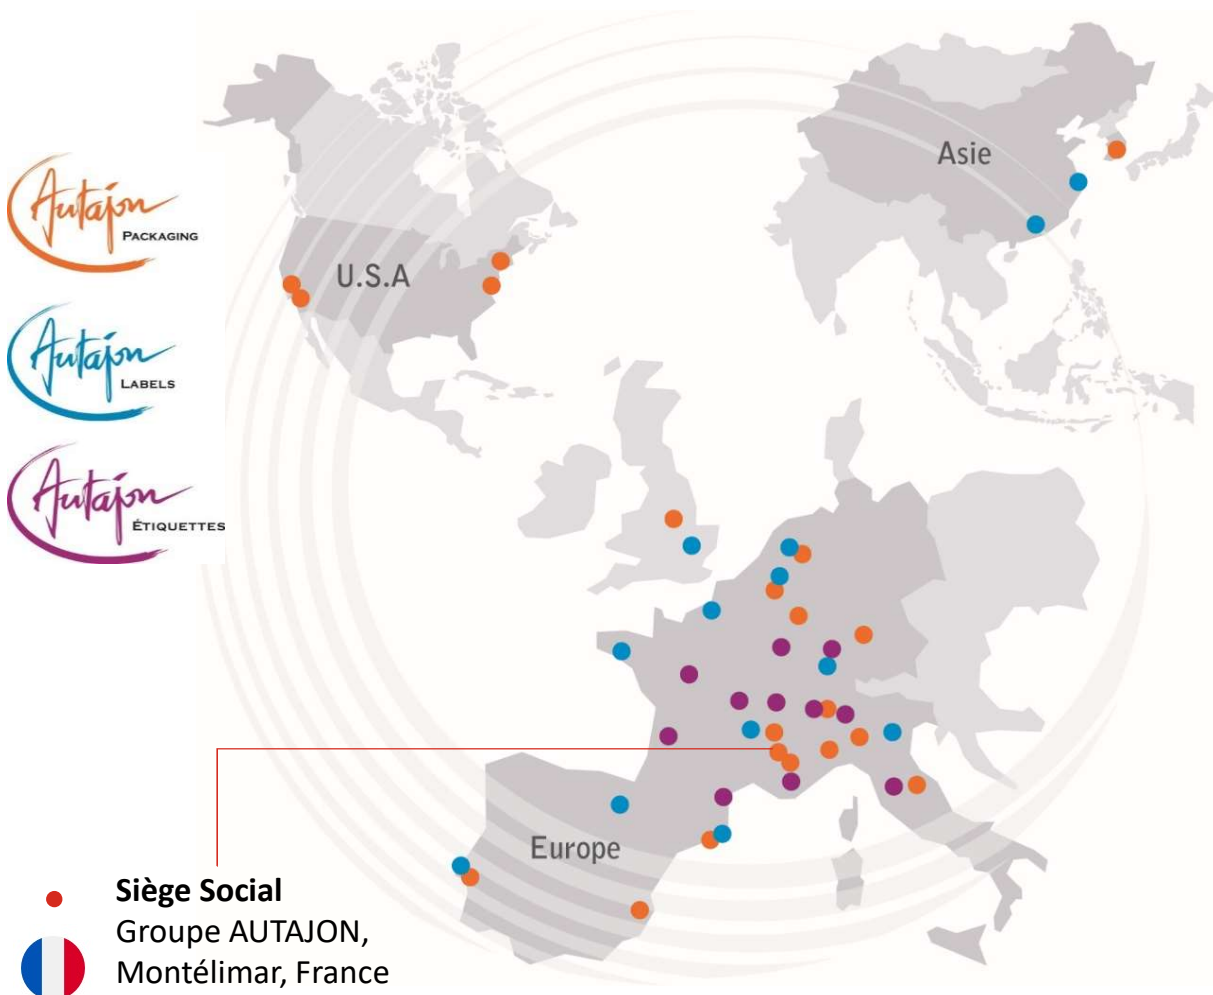 Autajon
PACKAGING
Autajon
LABELS
Autajon
ÉTIQUETTES
U.S.A
Asie
Europe
Siège Social
Groupe AUTAJON,
Montélimar, France